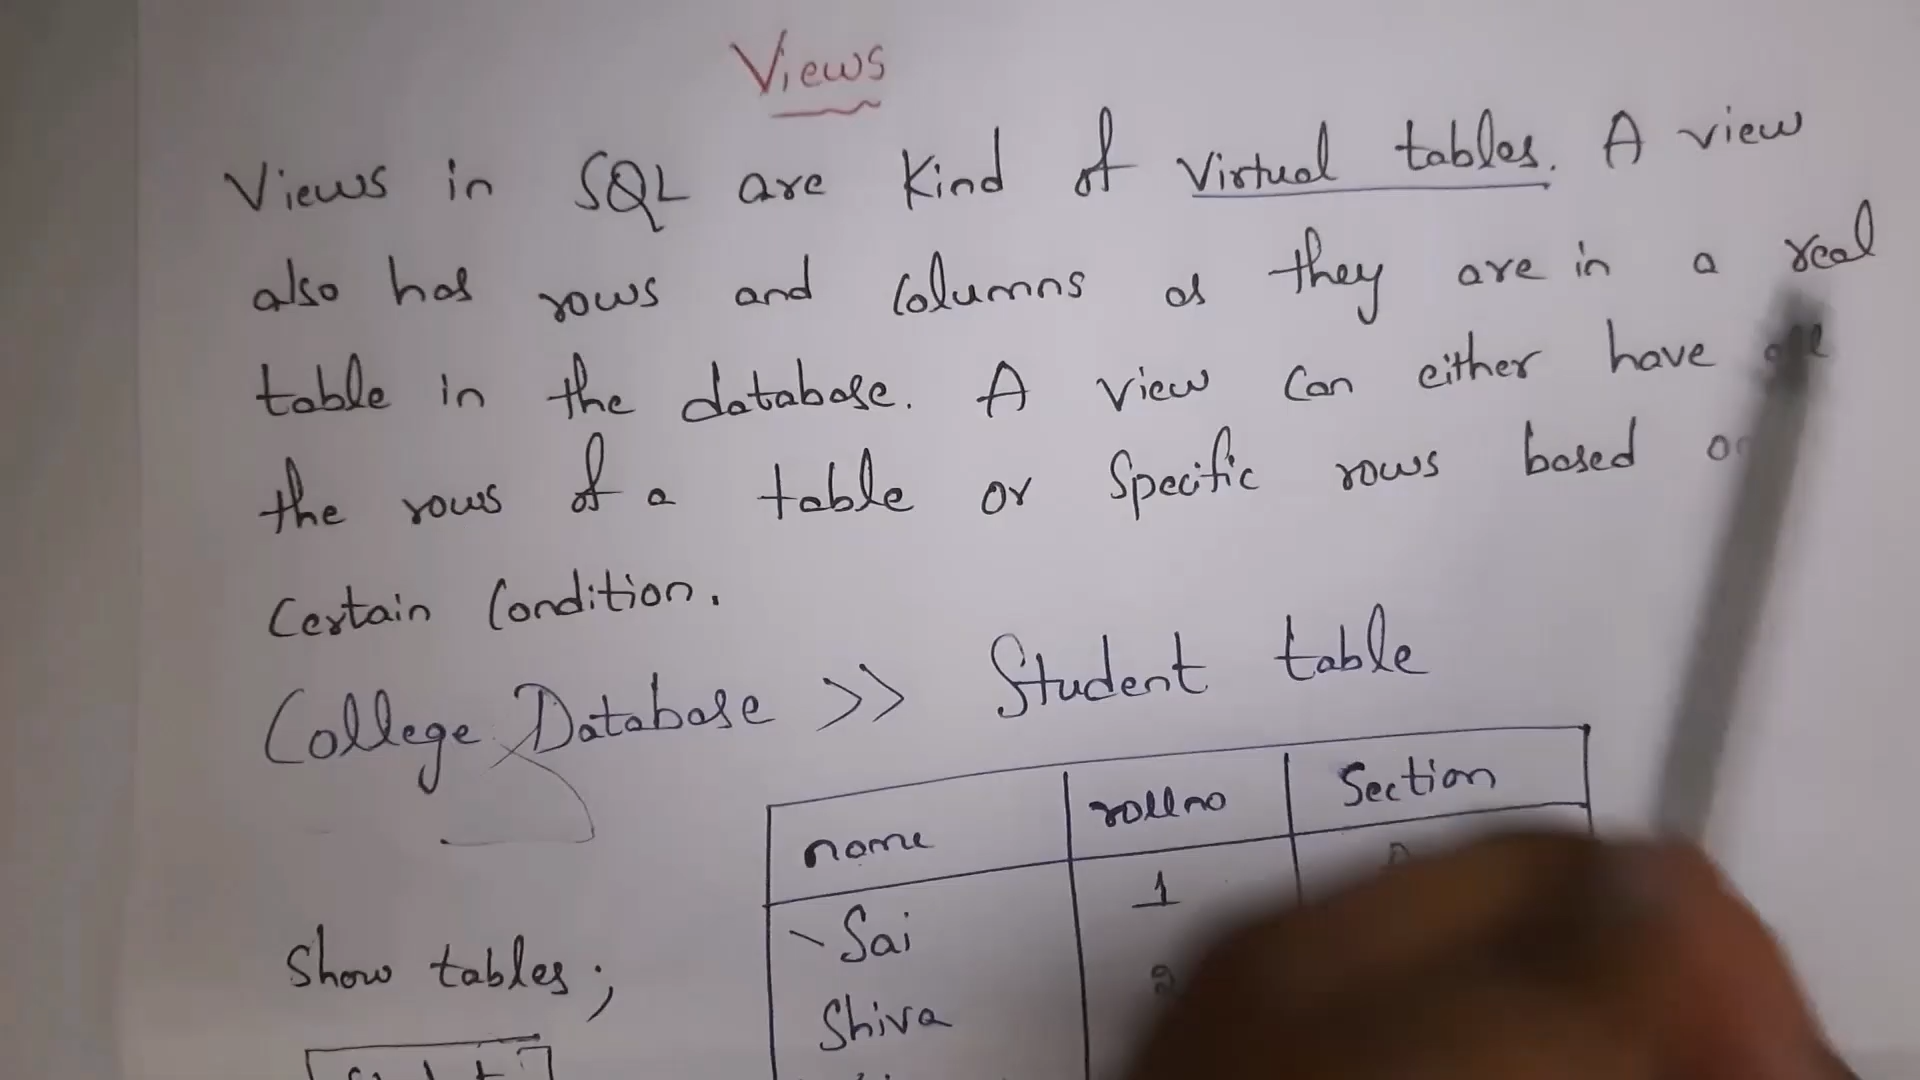 Views
Views in SQL are Kind of Virtual tables. A view
also has rows and Columns as they are in a real
table in the database. A view Can either have
the rows of a table or Specific rows based
Certain Condition.
College Database >> Student table
name rollno Section
Sai 1
Shiva 2
Show tables;